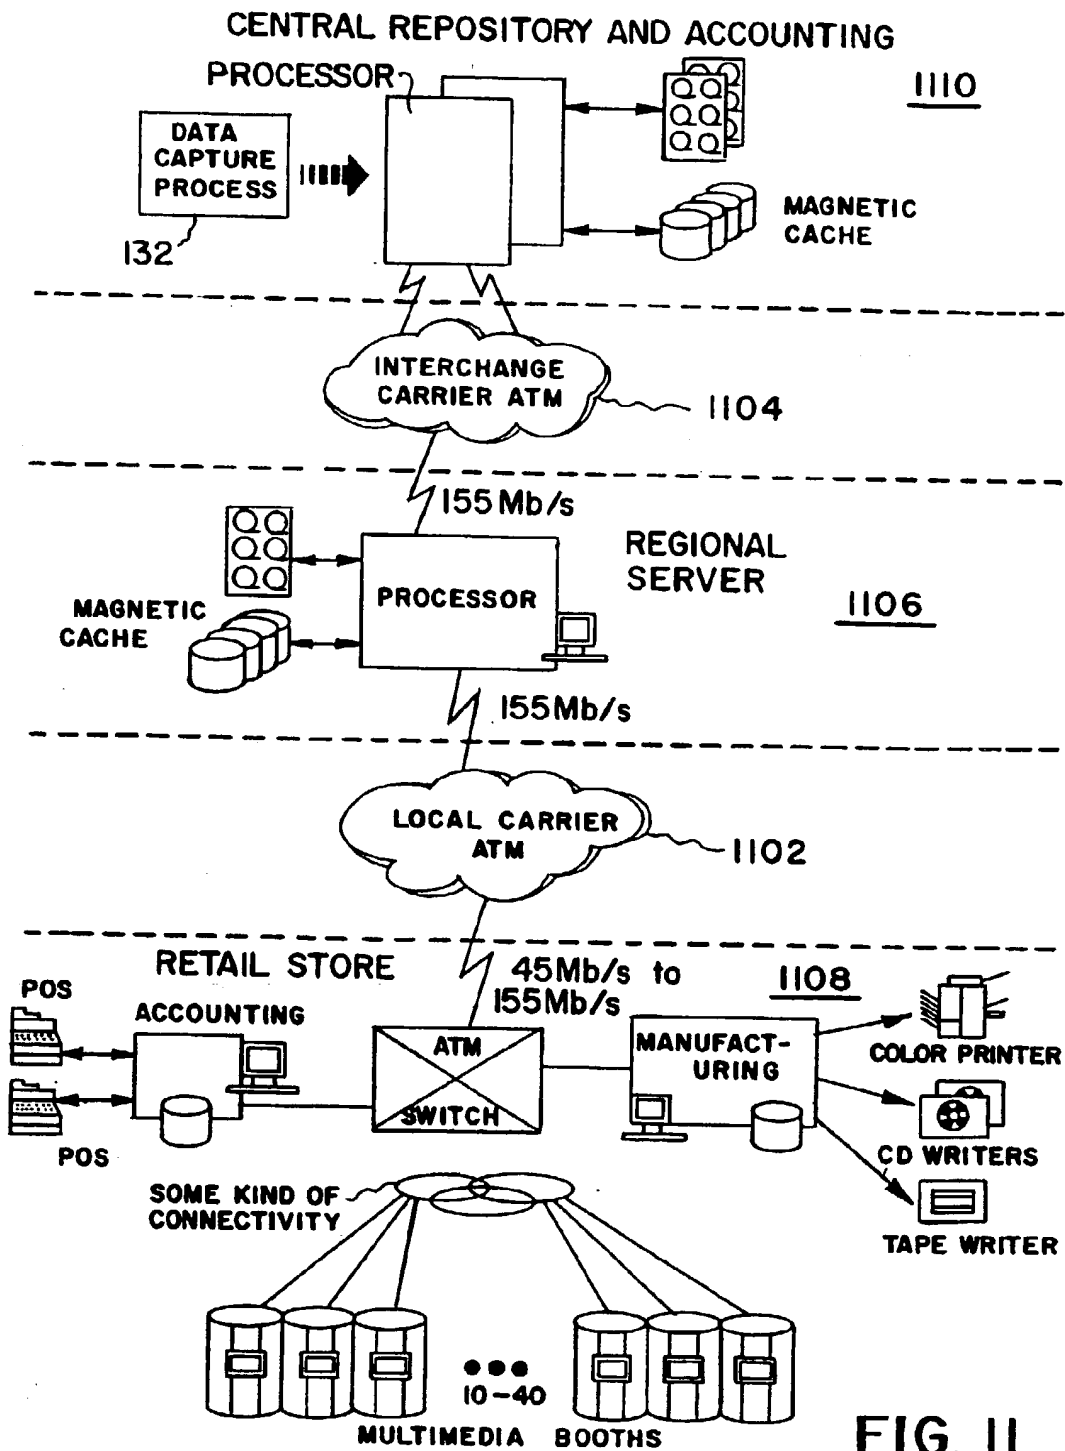 CENTRAL REPOSITORY AND ACCOUNTING
PROCESSOR
1110
DATA
CAPTURE
PROCESS
132
MAGNETIC
CACHE
INTERCHANGE
CARRIER ATM
1104
155Mb/s
REGIONAL
SERVER
1106
PROCESSOR
MAGNETIC
CACHE
155Mb/s
LOCAL CARRIER
ATM
1102
RETAIL STORE
45Mb/s to
155Mb/s
1108
POS
ACCOUNTING
ATM
SWITCH
MANUFACT-
URING
COLOR PRINTER
POS
CD WRITERS
SOME KIND OF
CONNECTIVITY
TAPE WRITER
10-40
MULTIMEDIA BOOTHS
FIG. 11